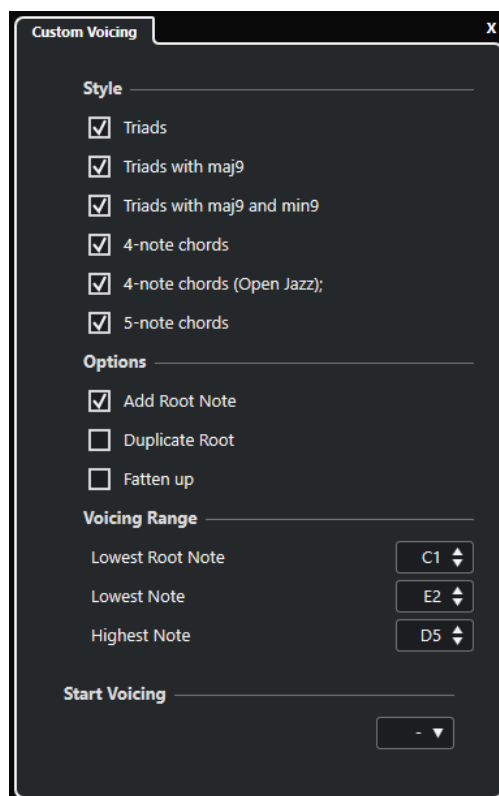 Custom Voicing x
Style
Triads
Triads with maj9
Triads with maj9 and min9
4-note chords
4-note chords (Open Jazz);
5-note chords
Options
Add Root Note
Duplicate Root
Fatten up
Voicing Range
Lowest Root Note C1
Lowest Note E2
Highest Note D5
Start Voicing
-